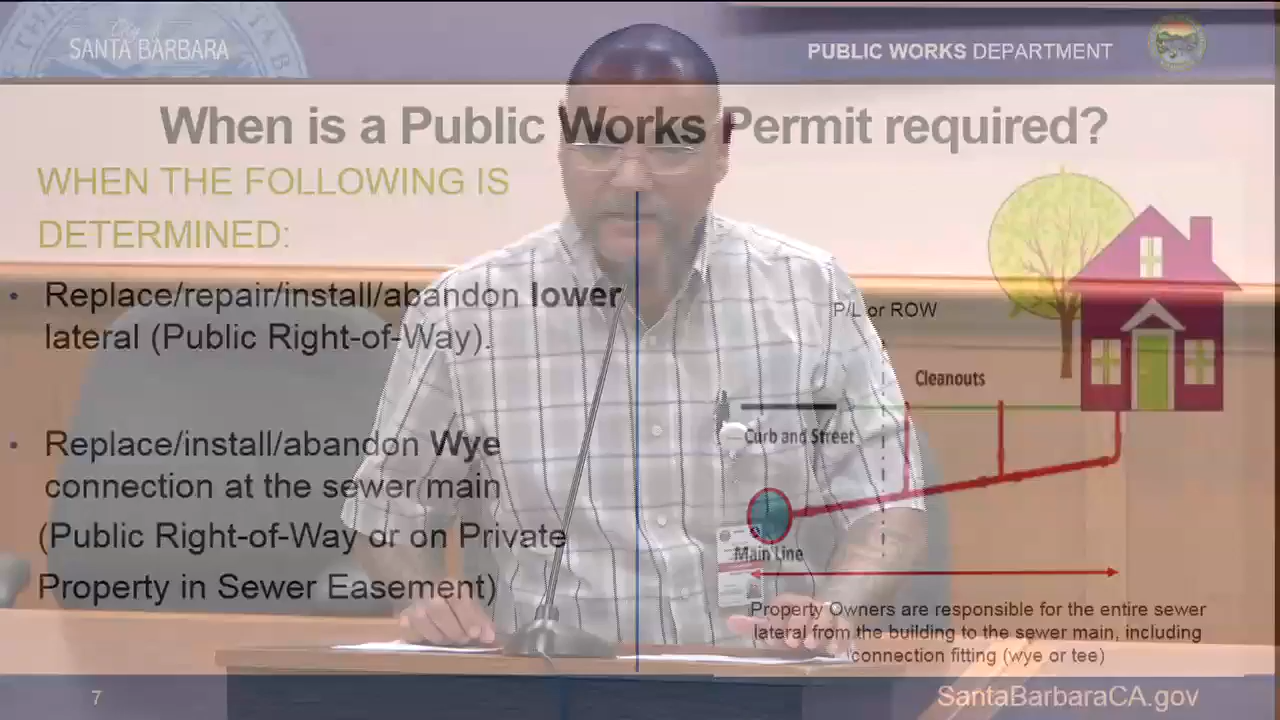 City of
SANTA BARBARA
PUBLIC WORKS DEPARTMENT
When is a Public Works Permit required?
WHEN THE FOLLOWING IS
DETERMINED:
• Replace/repair/install/abandon lower
lateral (Public Right-of-Way).
• Replace/install/abandon Wye
connection at the sewer main
(Public Right-of-Way or on Private
Property in Sewer Easement)
P/L or ROW
Cleanouts
Curb and Street
Main Line
Property Owners are responsible for the entire sewer
lateral from the building to the sewer main, including
connection fitting (wye or tee)
7
SantaBarbaraCA.gov